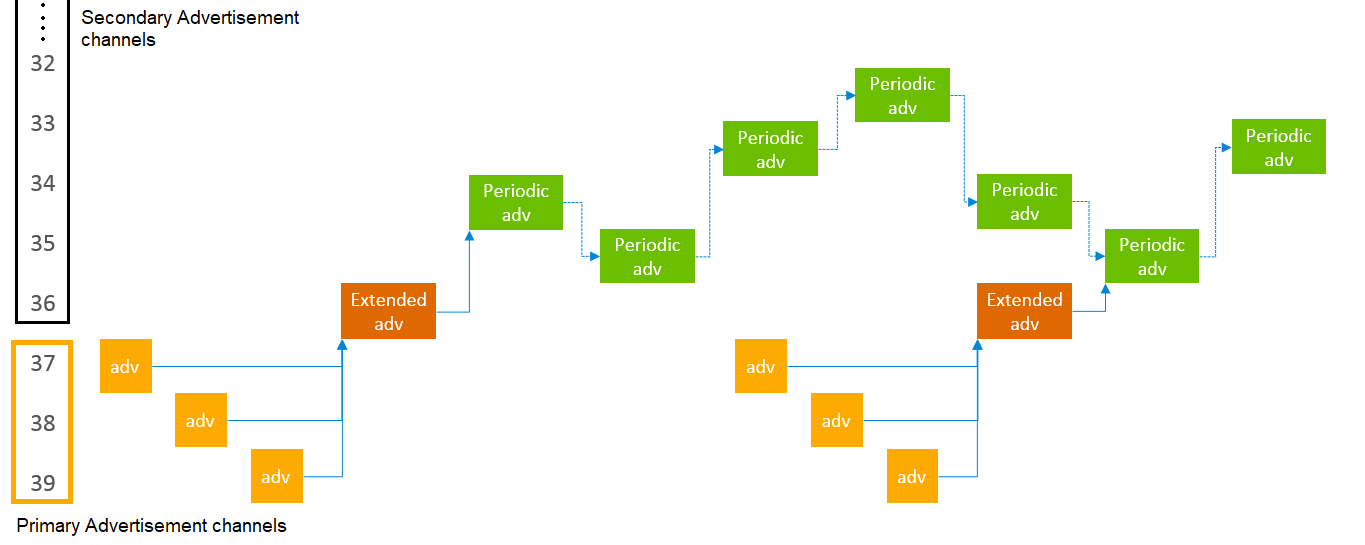 Secondary Advertisement
channels
32
33
34
35
36
37
38
39
Primary Advertisement channels
adv
adv
adv
Extended
adv
Periodic
adv
Periodic
adv
Periodic
adv
Periodic
adv
Periodic
adv
Periodic
adv
Periodic
adv
adv
adv
adv
Extended
adv